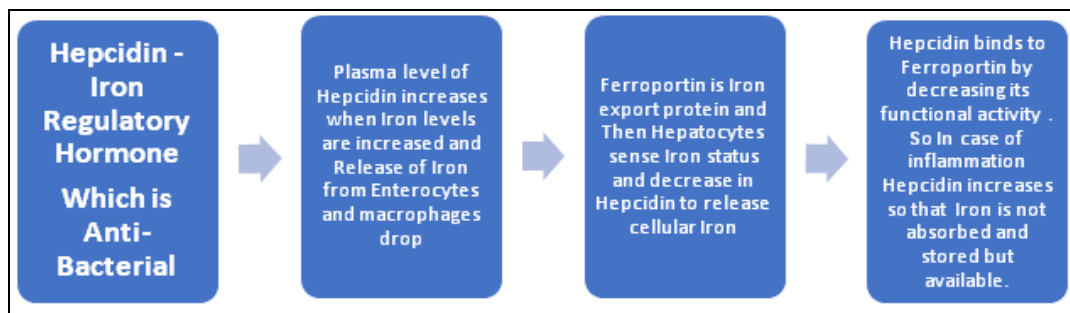 Hepcidin -
Iron
Regulatory
Hormone
Which is
Anti-
Bacterial
Plasma level of
Hepcidin increases
when Iron levels
are increased and
Release of Iron
from Enterocytes
and macrophages
drop
Ferroportin is Iron
export protein and
Then Hepatocytes
sense Iron status
and decrease in
Hepcidin to release
cellular Iron
Hepcidin binds to
Ferroportin by
decreasing its
functional activity .
So In case of
inflammation
Hepcidin increases
so that Iron is not
absorbed and
stored but
available.